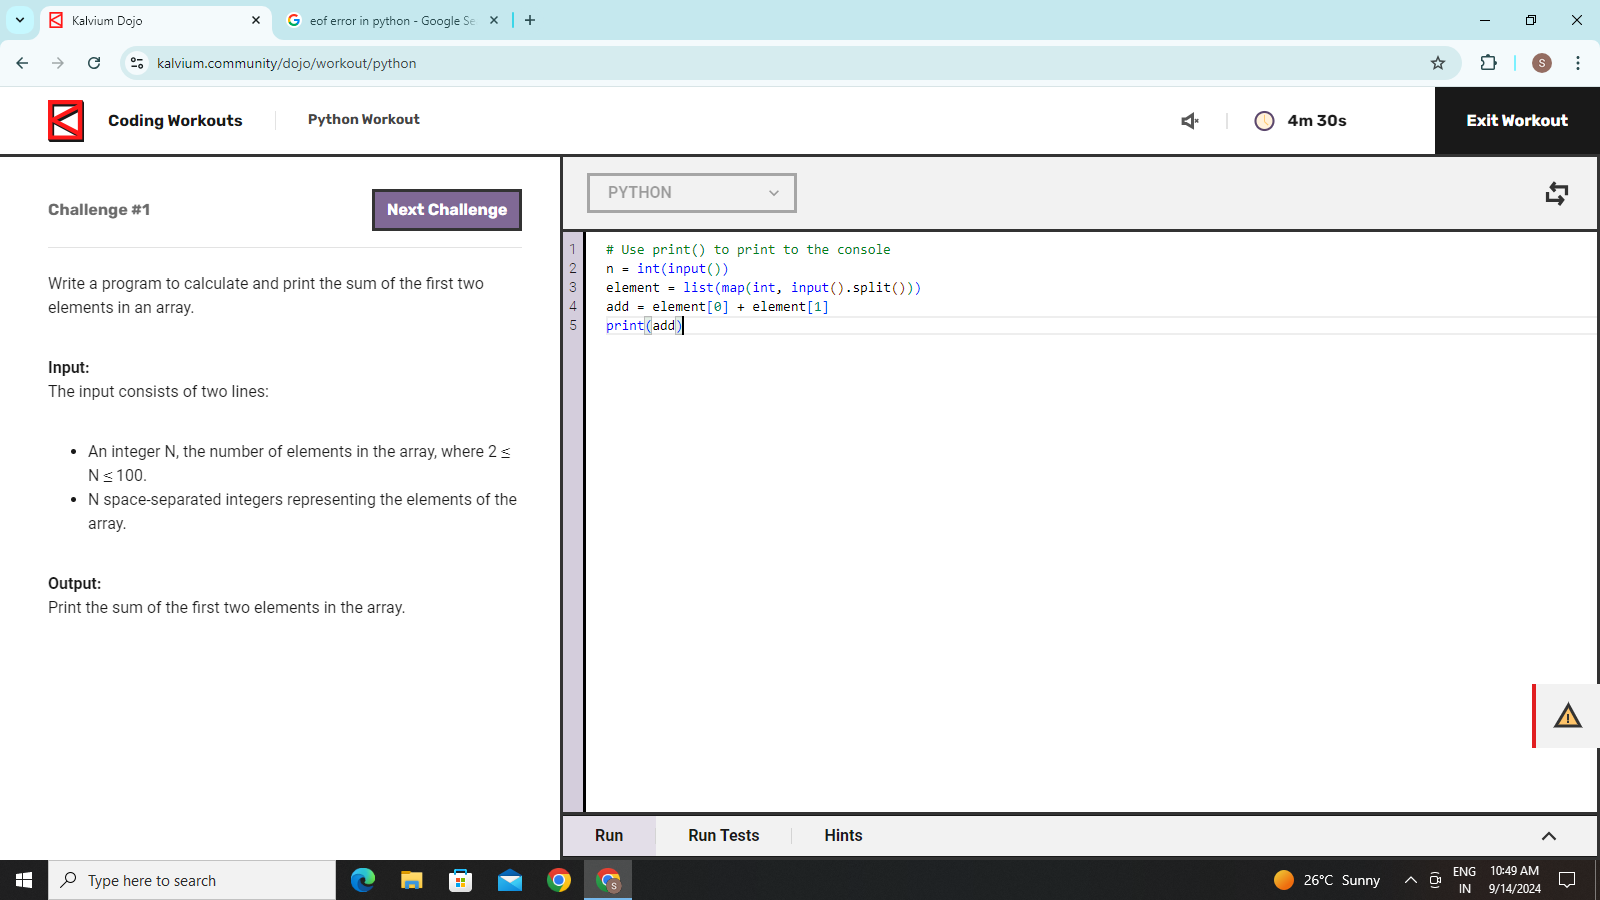 Kalvium Dojo
eof error in python - Google Se
kalvium.community/dojo/workout/python
S
Coding Workouts
Python Workout
4m 30s
Exit Workout
Challenge #1
Next Challenge
Write a program to calculate and print the sum of the first two
elements in an array.
Input:
The input consists of two lines:
• An integer N, the number of elements in the array, where 2 ≤
N ≤ 100.
• N space-separated integers representing the elements of the
array.
Output:
Print the sum of the first two elements in the array.
PYTHON
1 # Use print() to print to the console
2 n = int(input())
3 element = list(map(int, input().split()))
4 add = element[0] + element[1]
5 print(add)
Run
Run Tests
Hints
Type here to search
S
26°C Sunny
ENG
IN
10:49 AM
9/14/2024